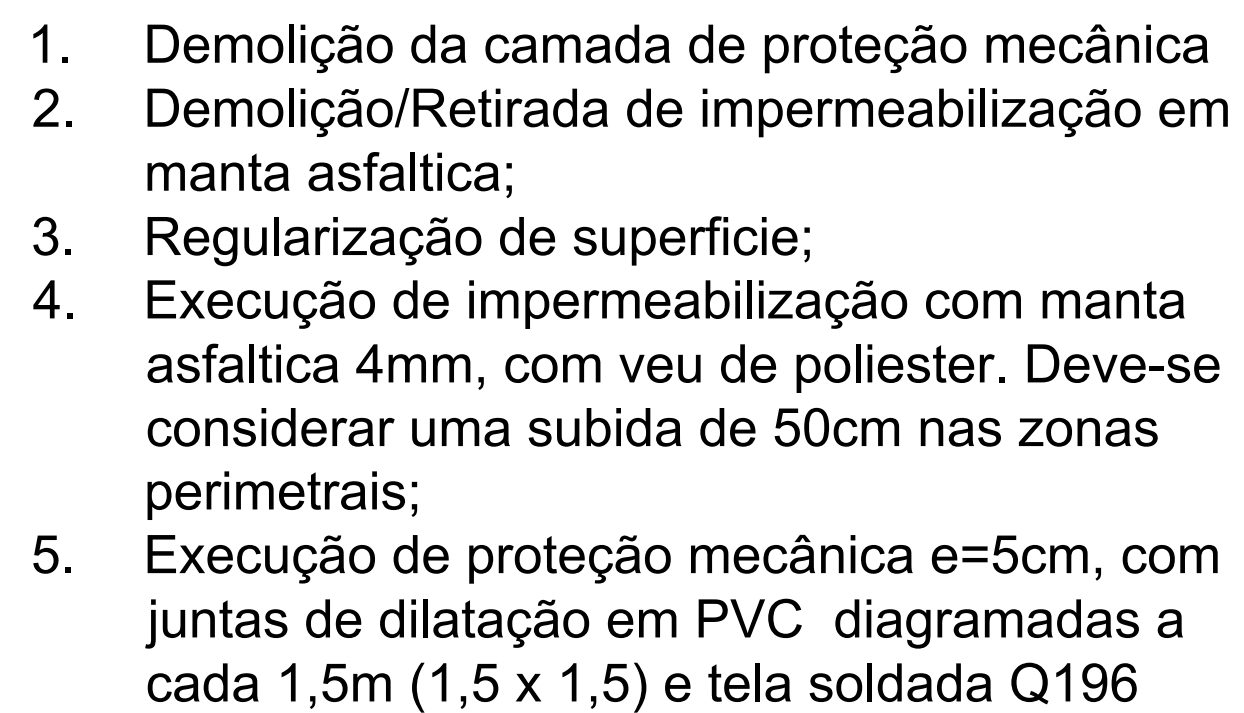 1. Demolição da camada de proteção mecânica
2. Demolição/Retirada de impermeabilização em
manta asfaltica;
3. Regularização de superficie;
4. Execução de impermeabilização com manta
asfaltica 4mm, com veu de poliester. Deve-se
considerar uma subida de 50cm nas zonas
perimetrais;
5. Execução de proteção mecânica e=5cm, com
juntas de dilatação em PVC  diagramadas a
cada 1,5m (1,5 x 1,5) e tela soldada Q196